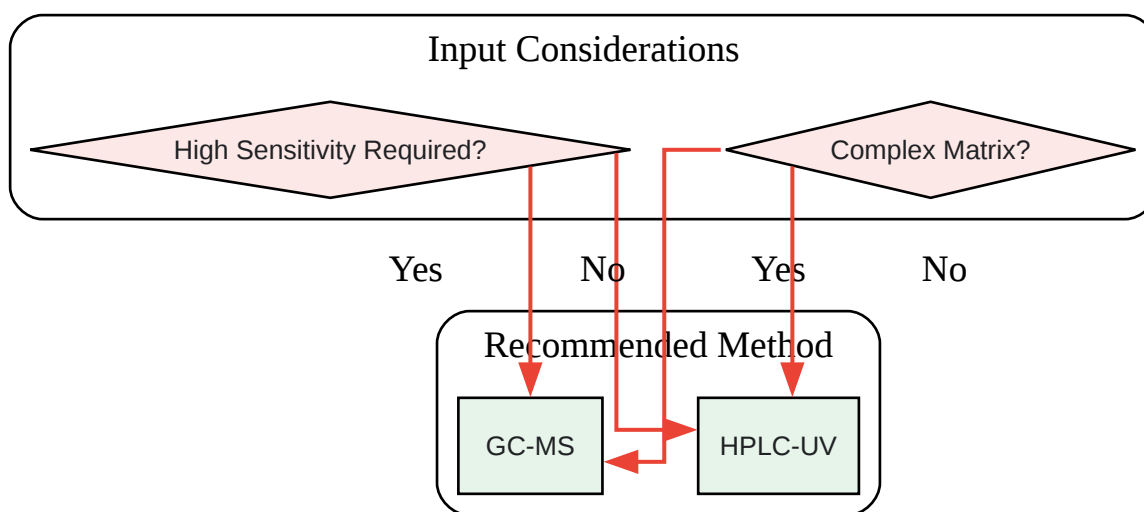 Input Considerations
High Sensitivity Required?
Complex Matrix?
Yes
No
Yes
No
Recommended Method
GC-MS
HPLC-UV